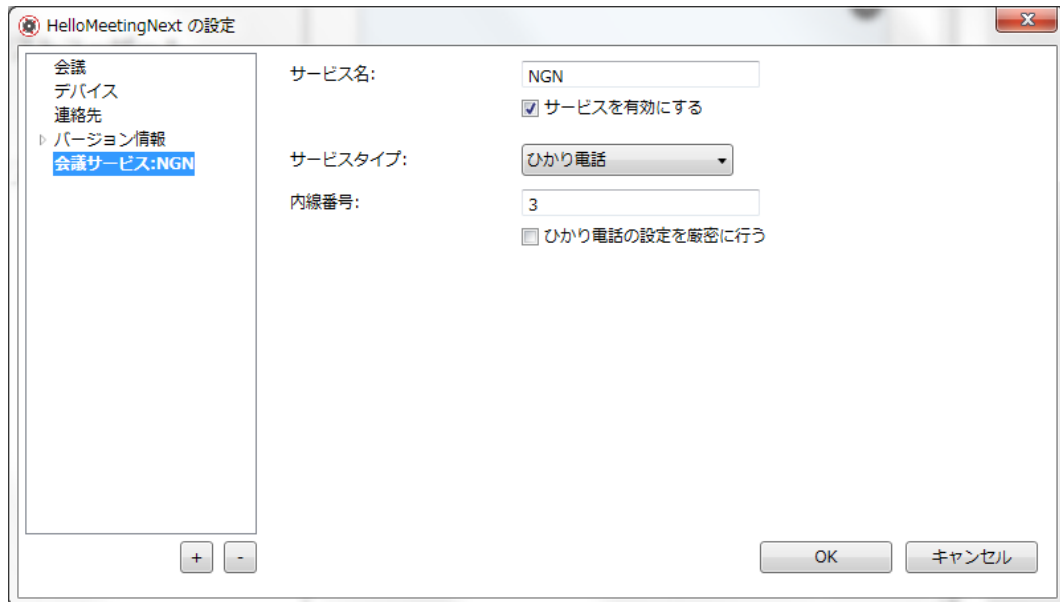 HelloMeetingNext の設定
会議
デバイス
連絡先
バージョン情報
会議サービス:NGN
サービス名:
NGN
サービスを有効にする
サービスタイプ:
ひかり電話
内線番号:
3
ひかり電話の設定を厳密に行う
+
-
OK
キャンセル